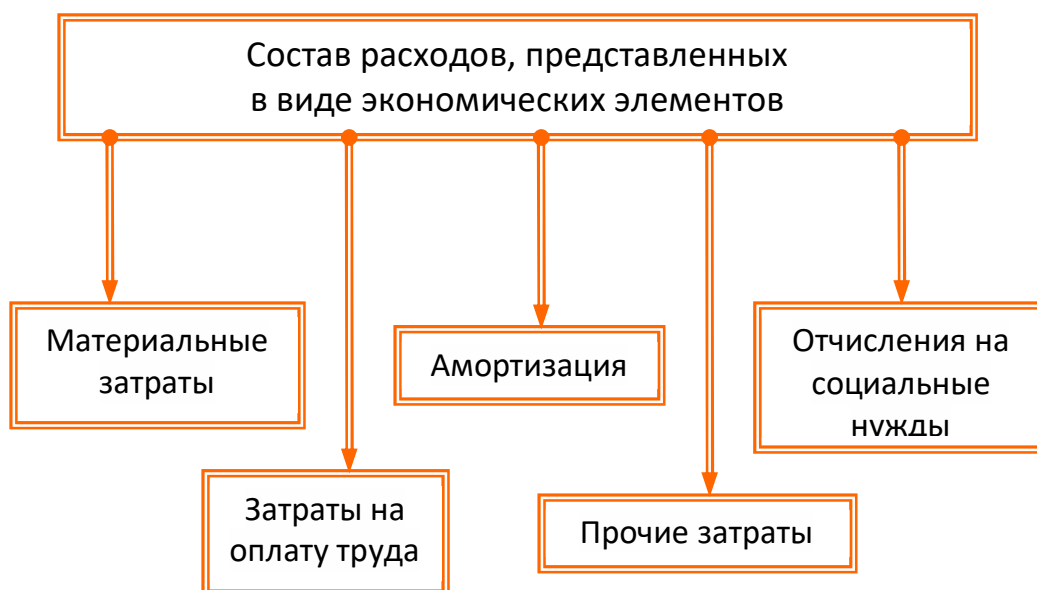 Состав расходов, представленных
в виде экономических элементов
Материальные
затраты
Амортизация
Отчисления на
социальные
нужды
Затраты на
оплату труда
Прочие затраты